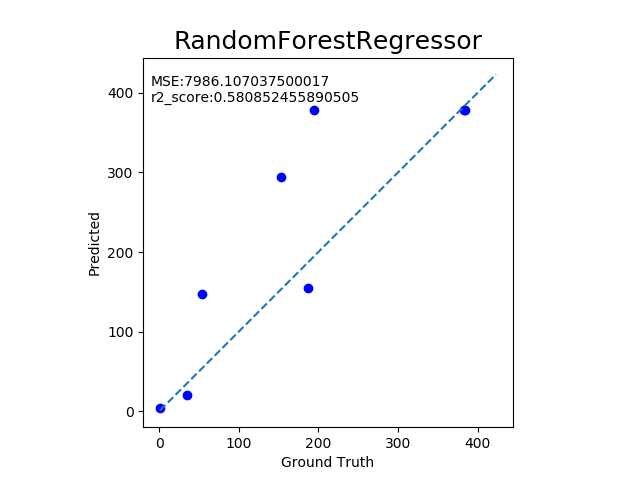 RandomForestRegressor
MSE:7986.107037500017
r2_score:0.580852455890505
400
300
200
100
0
Predicted
0 100 200 300 400
Ground Truth